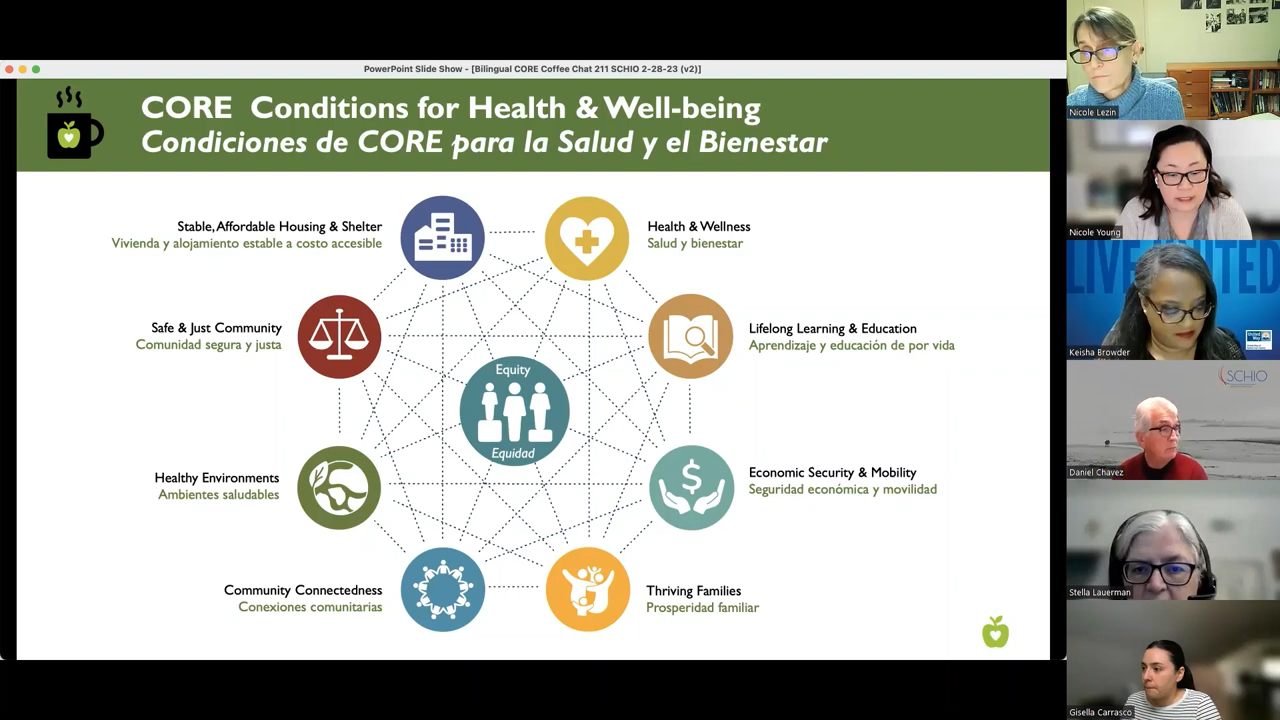 PowerPoint Slide Show - [Bilingual CORE Coffee Chat 211 SCHIO 2-28-23 (v2)]
CORE Conditions for Health & Well-being
Condiciones de CORE para la Salud y el Bienestar
Stable, Affordable Housing & Shelter
Vivienda y alojamiento estable a costo accesible
Health & Wellness
Salud y bienestar
Safe & Just Community
Comunidad segura y justa
Lifelong Learning & Education
Aprendizaje y educación de por vida
Equity
Equidad
Healthy Environments
Ambientes saludables
Economic Security & Mobility
Seguridad económica y movilidad
Community Connectedness
Conexiones comunitarias
Thriving Families
Prosperidad familiar
Nicole Lezin
Nicole Young
LIVE UNITED
United
Way
Keisha Browder
SCHIO
Daniel Chavez
Stella Lauerman
Gisella Carrasco